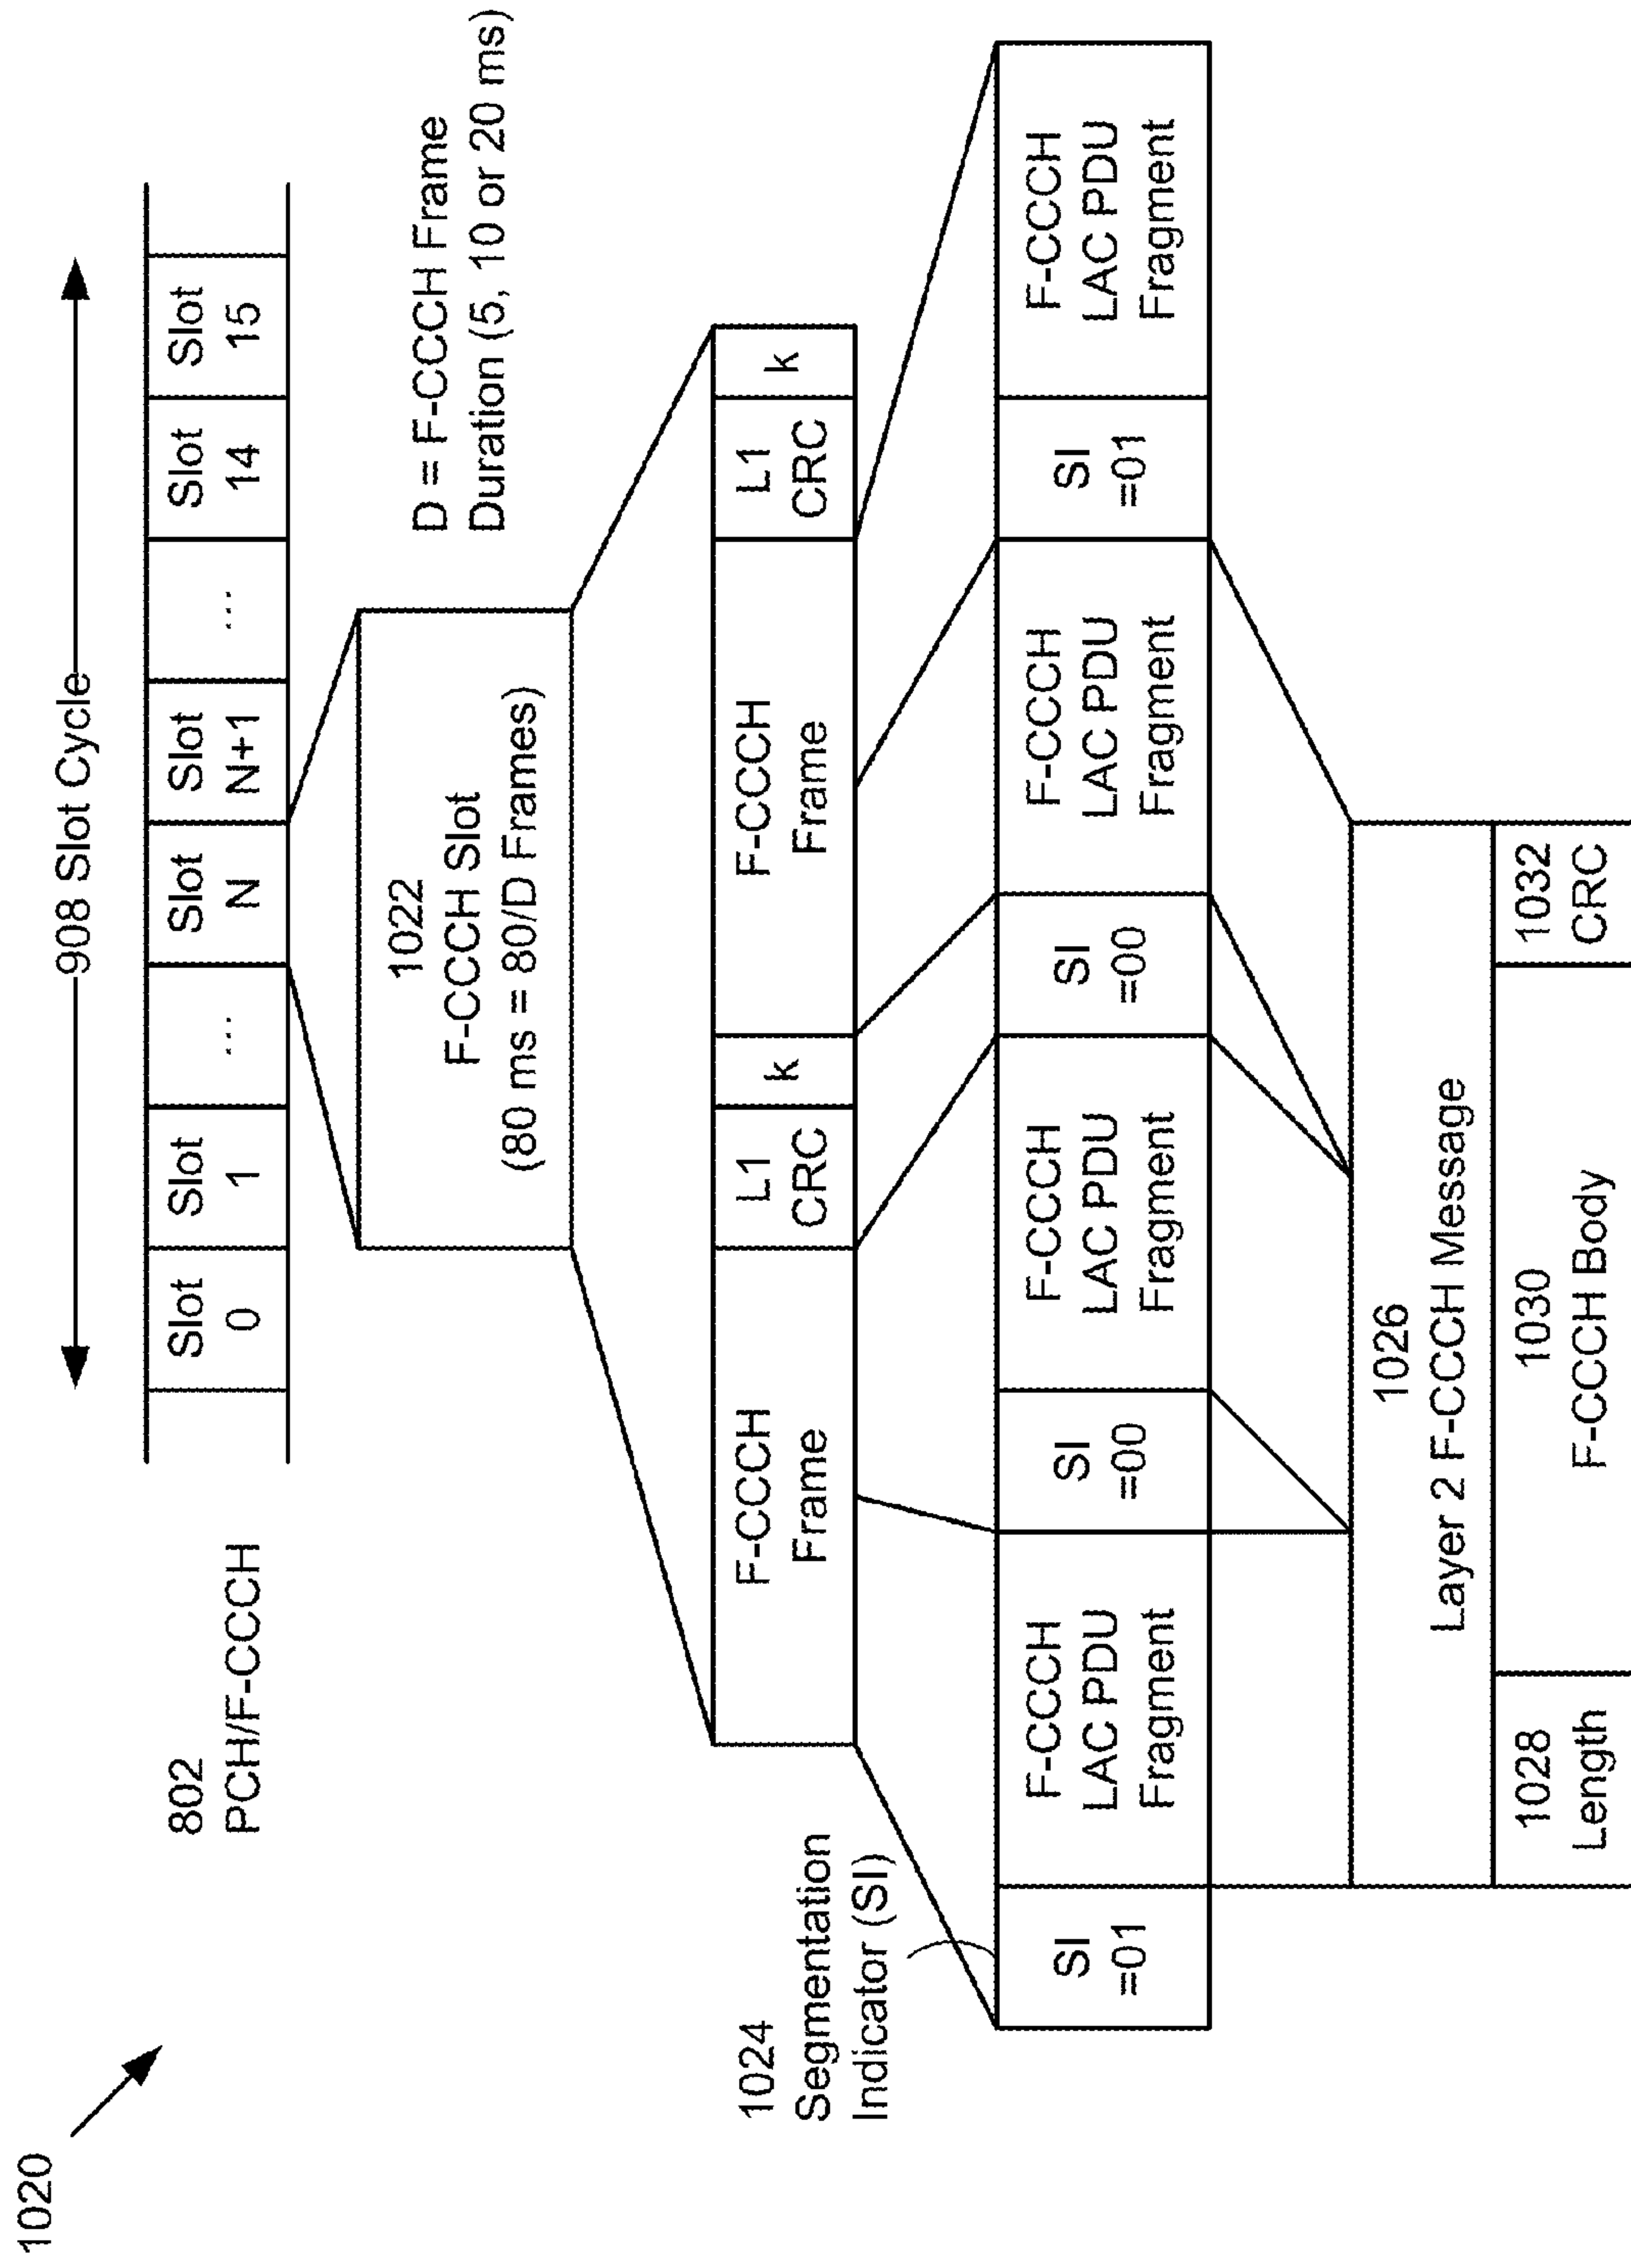 1020
908 Slot Cycle
802
PCH/F-CCCH
Slot
0
Slot
1
...
Slot
N
Slot
N+1
...
Slot
14
Slot
15
1022
F-CCCH Slot
(80 ms = 80/D Frames)
D = F-CCCH Frame
Duration (5, 10 or 20 ms)
F-CCCH
Frame
L1
CRC
k
F-CCCH
Frame
L1
CRC
k
1024
Segmentation
Indicator (SI)
SI
=01
F-CCCH
LAC PDU
Fragment
SI
=00
F-CCCH
LAC PDU
Fragment
SI
=00
F-CCCH
LAC PDU
Fragment
SI
=01
F-CCCH
LAC PDU
Fragment
1026
Layer 2 F-CCCH Message
1028
Length
1030
F-CCCH Body
1032
CRC